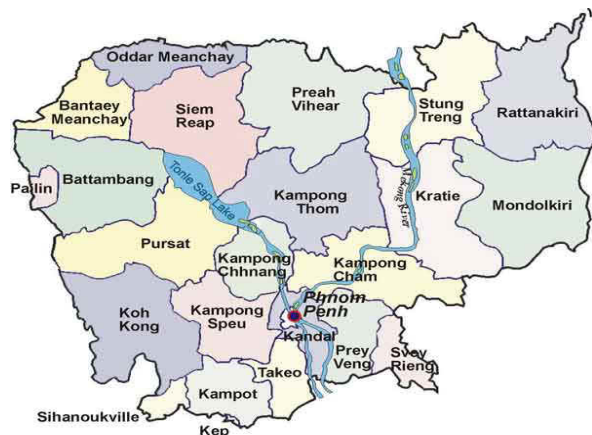 Oddar Meanchay
Bantaey
Meanchay
Siem
Reap
Preah
Vihear
Stung
Treng
Rattanakiri
Pailin
Battambang
Tonle Sap Lake
Kampong
Thom
Mekong River
Kratie
Mondolkiri
Pursat
Kampong
Chhnang
Kampong
Cham
Koh
Kong
Kampong
Speu
Phnom
Penh
Kandal
Prey
Veng
Svey
Rieng
Takeo
Kampot
Sihanoukville
Kep